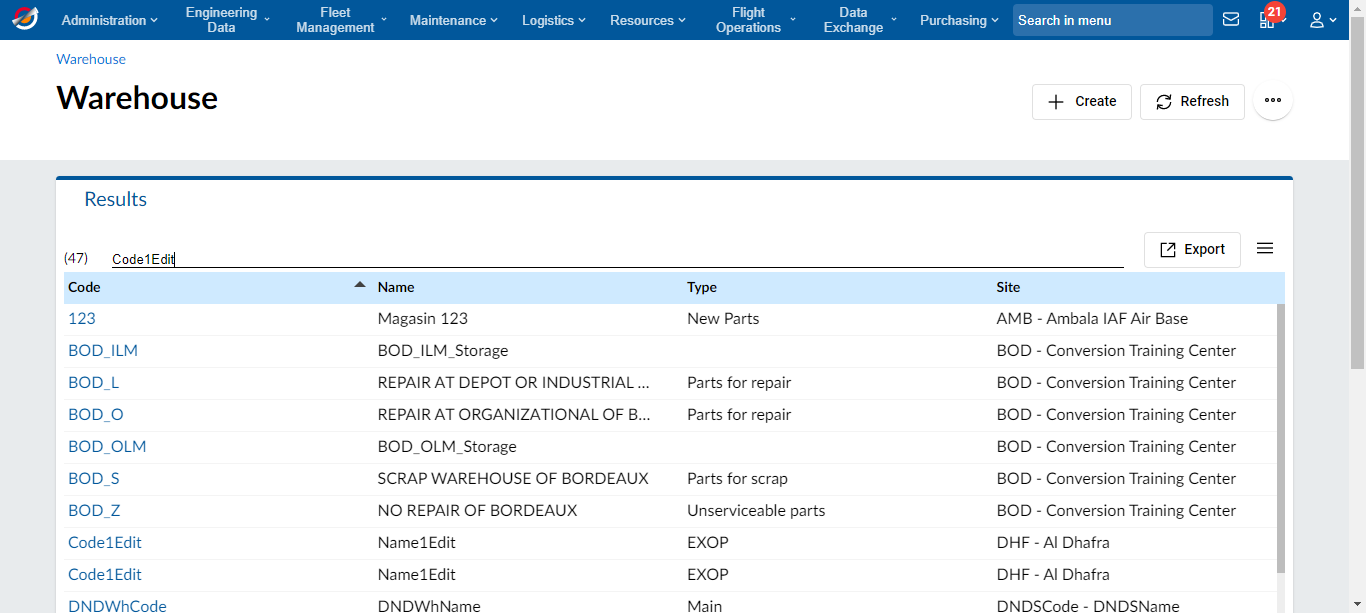 Administration
Engineering Data
Fleet Management
Maintenance
Logistics
Resources
Flight Operations
Data Exchange
Purchasing
Search in menu
21
Warehouse
Warehouse
Create
Refresh
Results
(47) Code1Edit
Export
Code Name Type Site
123 Magasin 123 New Parts AMB - Ambala IAF Air Base
BOD_ILM BOD_ILM_Storage BOD - Conversion Training Center
BOD_L REPAIR AT DEPOT OR INDUSTRIAL ... Parts for repair BOD - Conversion Training Center
BOD_O REPAIR AT ORGANIZATIONAL OF B... Parts for repair BOD - Conversion Training Center
BOD_OLM BOD_OLM_Storage BOD - Conversion Training Center
BOD_S SCRAP WAREHOUSE OF BORDEAUX Parts for scrap BOD - Conversion Training Center
BOD_Z NO REPAIR OF BORDEAUX Unserviceable parts BOD - Conversion Training Center
Code1Edit Name1Edit EXOP DHF - Al Dhafra
Code1Edit Name1Edit EXOP DHF - Al Dhafra
DNDWhCode DNDWhName Main DNDSCode - DNDSName